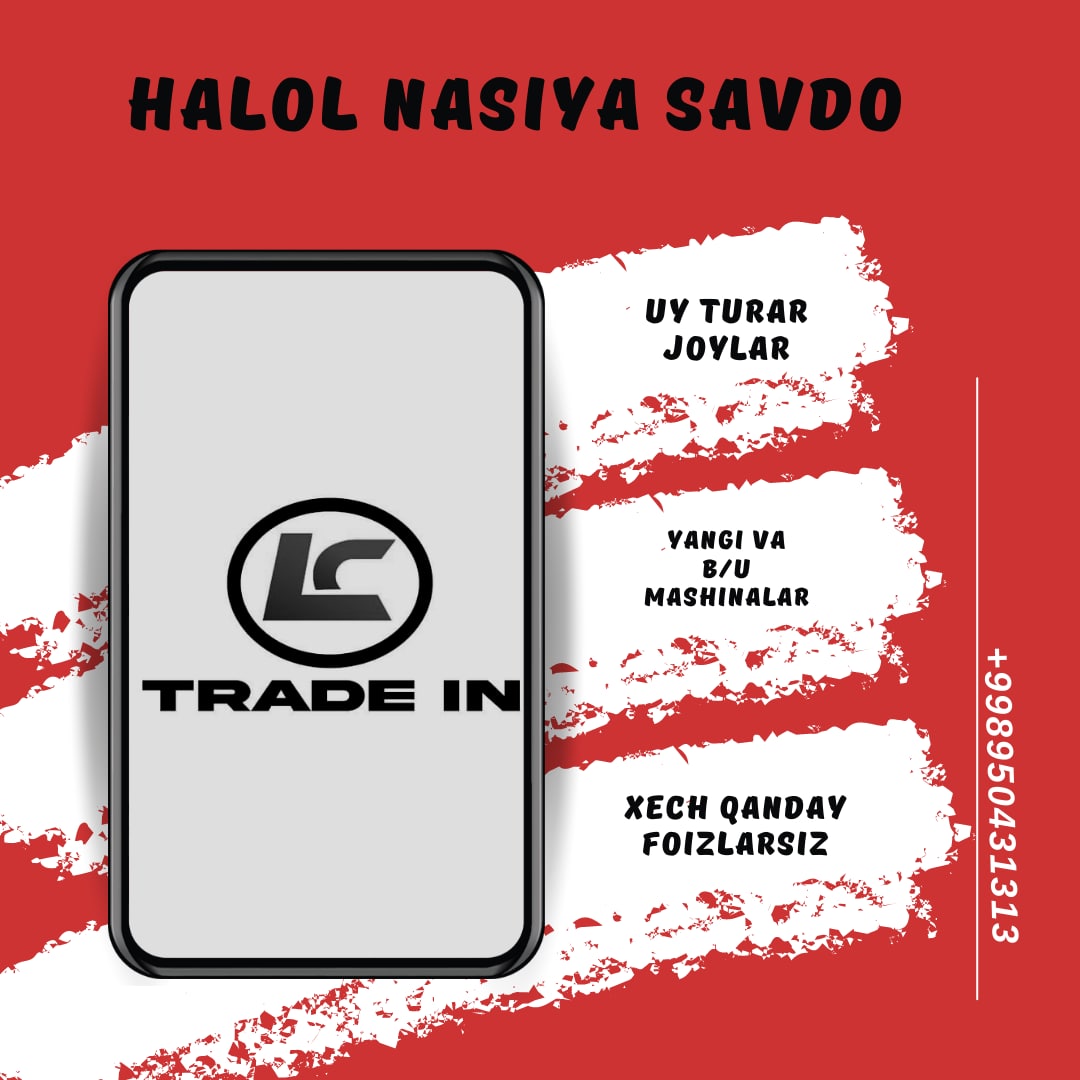 HALOL NASIYA SAVDO
UY TURAR
JOYLAR
LC
TRADE IN
YANGI VA
B/U
MASHINALAR
XECH QANDAY
FOIZLARSIZ
+998950431313